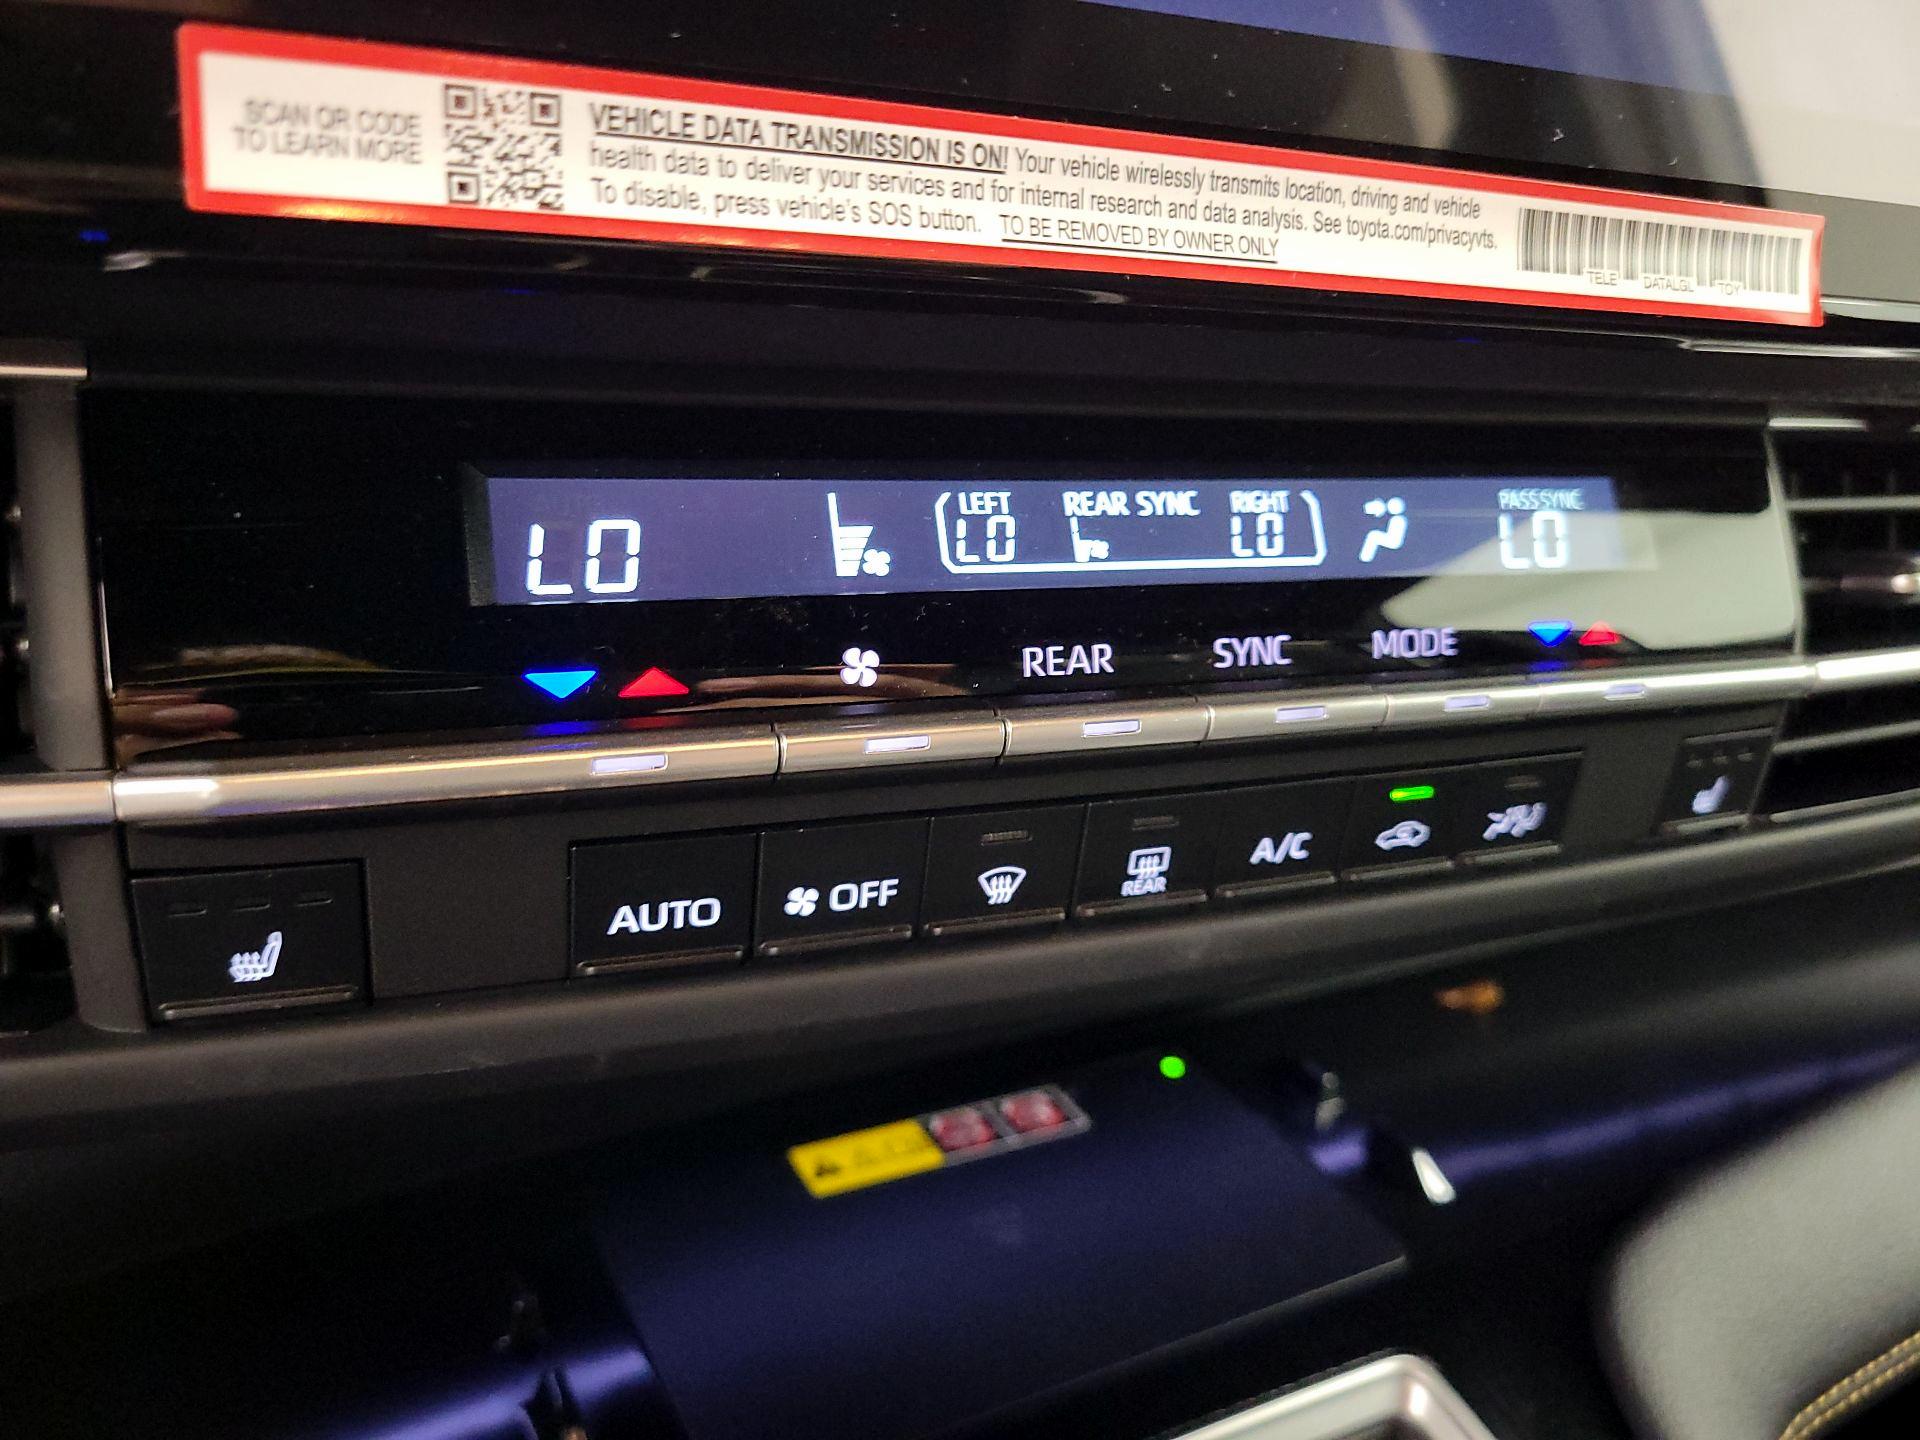 SCAN QR CODE
TO LEARN MORE
VEHICLE DATA TRANSMISSION IS ON! Your vehicle wirelessly transmits location, driving and vehicle
health data to deliver your services and for internal research and data analysis. See toyota.com/privacyvts.
To disable, press vehicle's SOS button. TO BE REMOVED BY OWNER ONLY
TELE DATALGL TOY
LEFT REAR SYNC RIGHT PASS SYNC
LO LO LO LO
REAR SYNC MODE
AUTO OFF REAR A/C